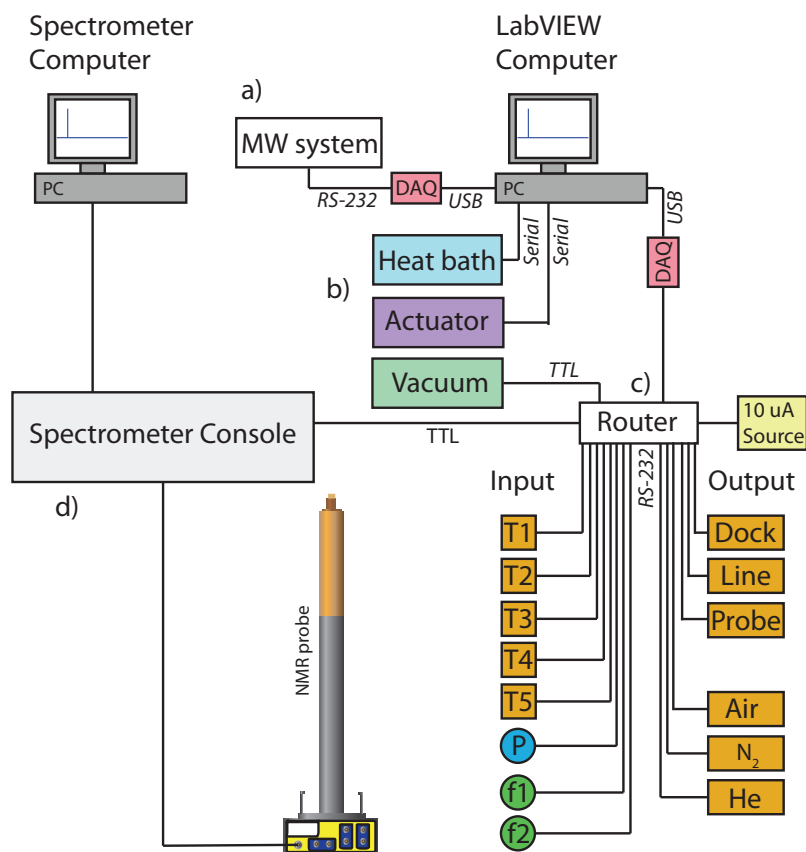 Spectrometer
Computer
LabVIEW
Computer
a)
MW system
PC
RS-232
DAQ
USB
PC
USB
Serial
Serial
DAQ
Heat bath
b)
Actuator
Vacuum
TTL
c)
Router
10 uA
Source
Spectrometer Console
TTL
RS-232
d)
Input
Output
T1
Dock
T2
Line
T3
Probe
T4
T5
Air
NMR probe
P
N2
f1
He
f2